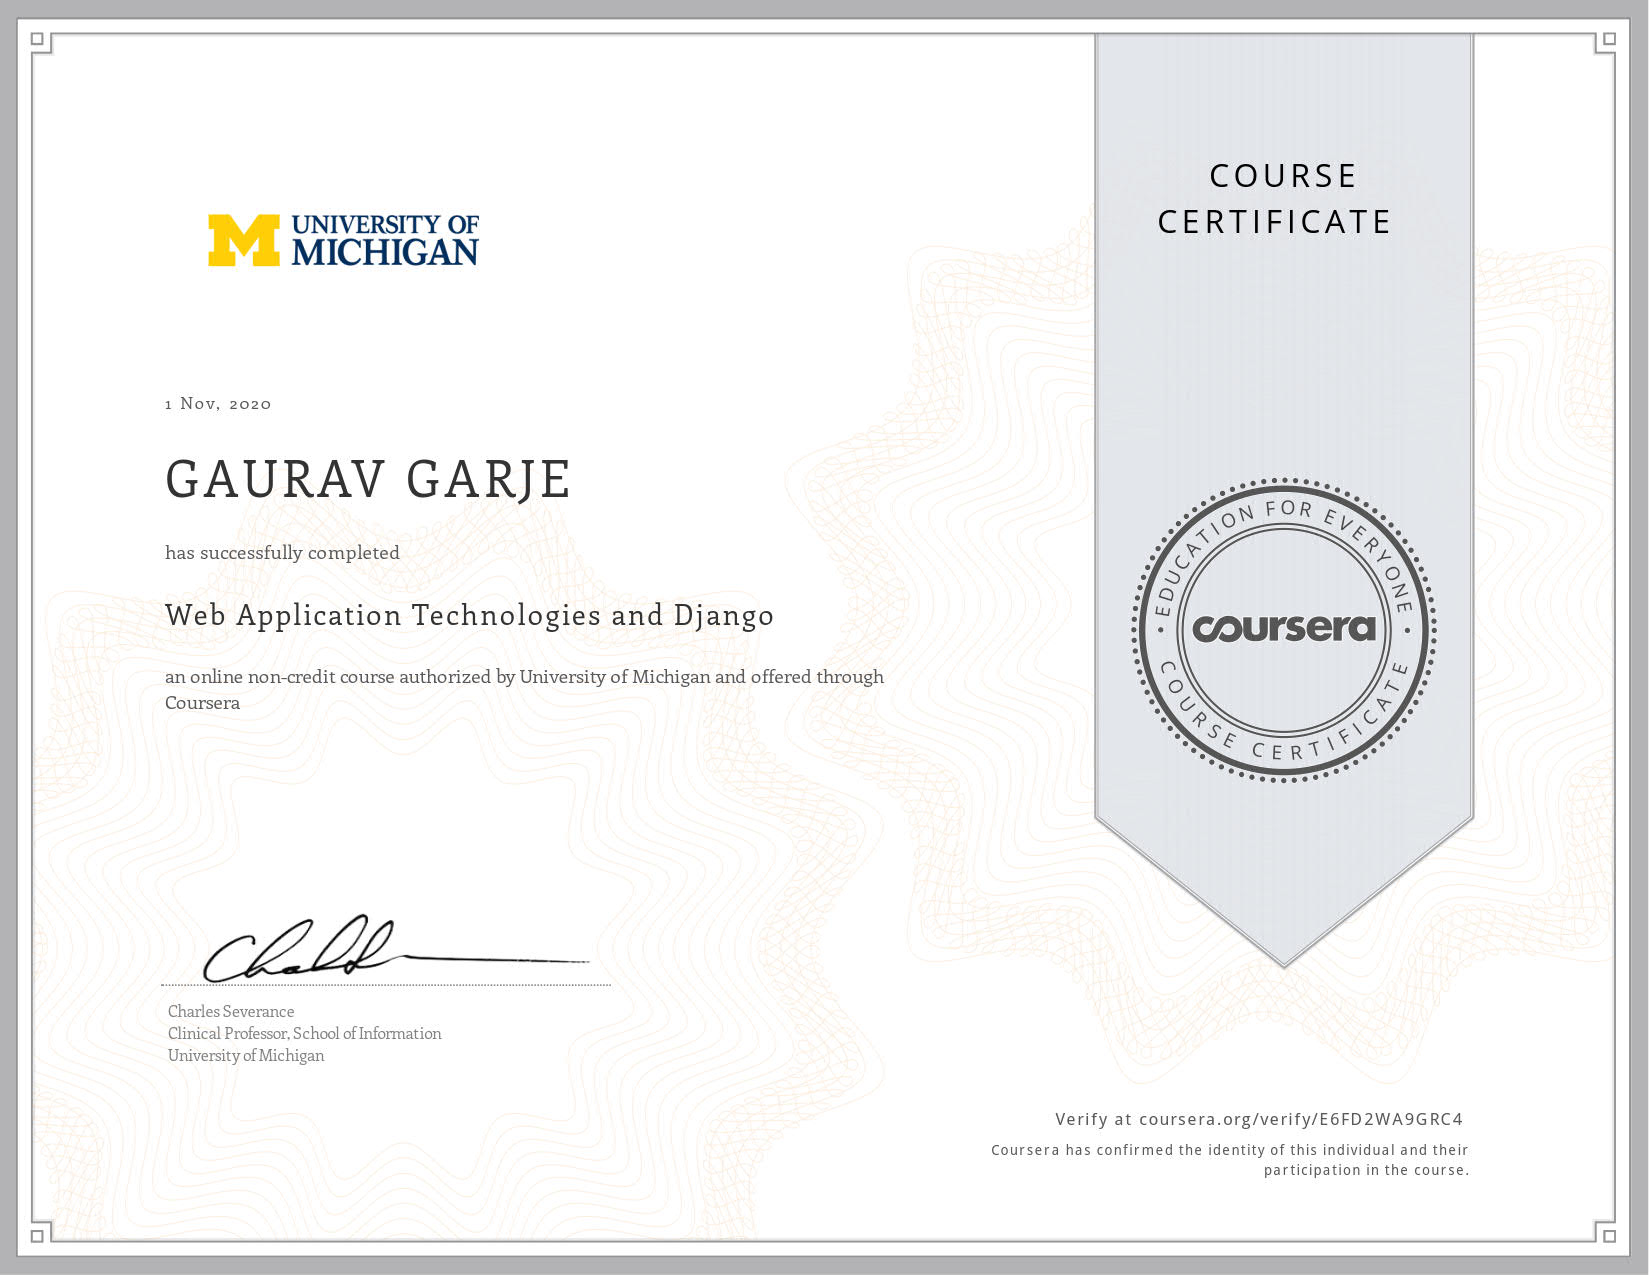 COURSE
CERTIFICATE
UNIVERSITY OF
MICHIGAN
1 Nov, 2020
GAURAV GARJE
has successfully completed
Web Application Technologies and Django
an online non-credit course authorized by University of Michigan and offered through
Coursera
EDUCATION FOR EVERYONE
coursera
COURSE CERTIFICATE
Charles Severance
Clinical Professor, School of Information
University of Michigan
Verify at coursera.org/verify/E6FD2WA9GRC4
Coursera has confirmed the identity of this individual and their
participation in the course.